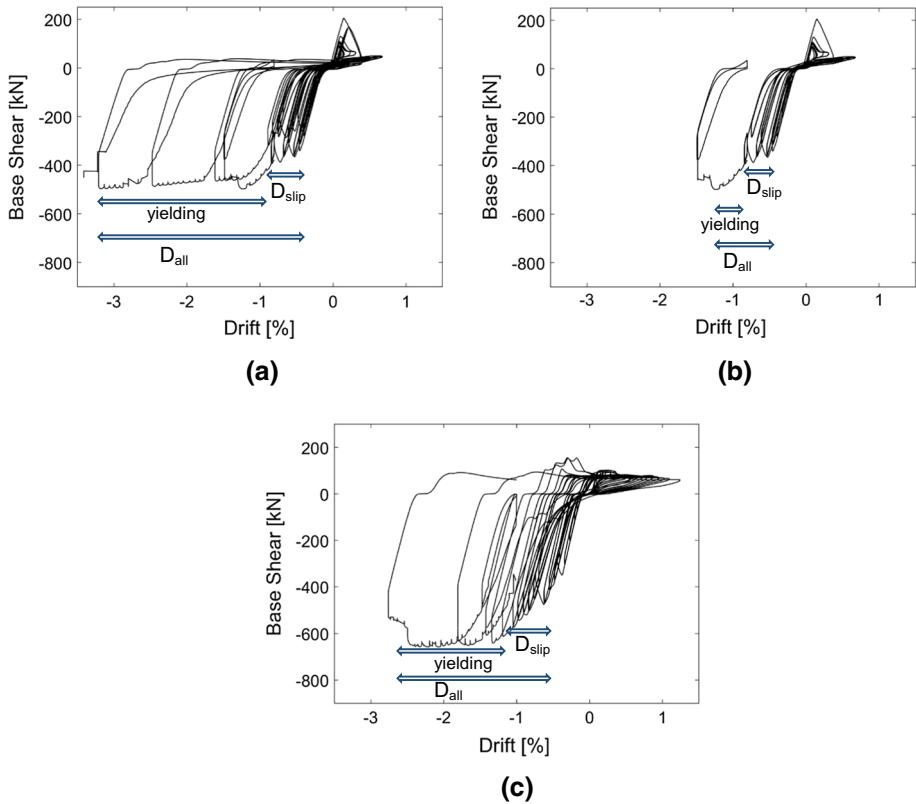 200
0
-200
-400
-600
-800
Base Shear [kN]
D_slip
yielding
D_all
-3 -2 -1 0 1
Drift [%]
(a)
200
0
-200
-400
-600
-800
Base Shear [kN]
D_slip
yielding
D_all
-3 -2 -1 0 1
Drift [%]
(b)
200
0
-200
-400
-600
-800
Base Shear [kN]
D_slip
yielding
D_all
-3 -2 -1 0 1
Drift [%]
(c)